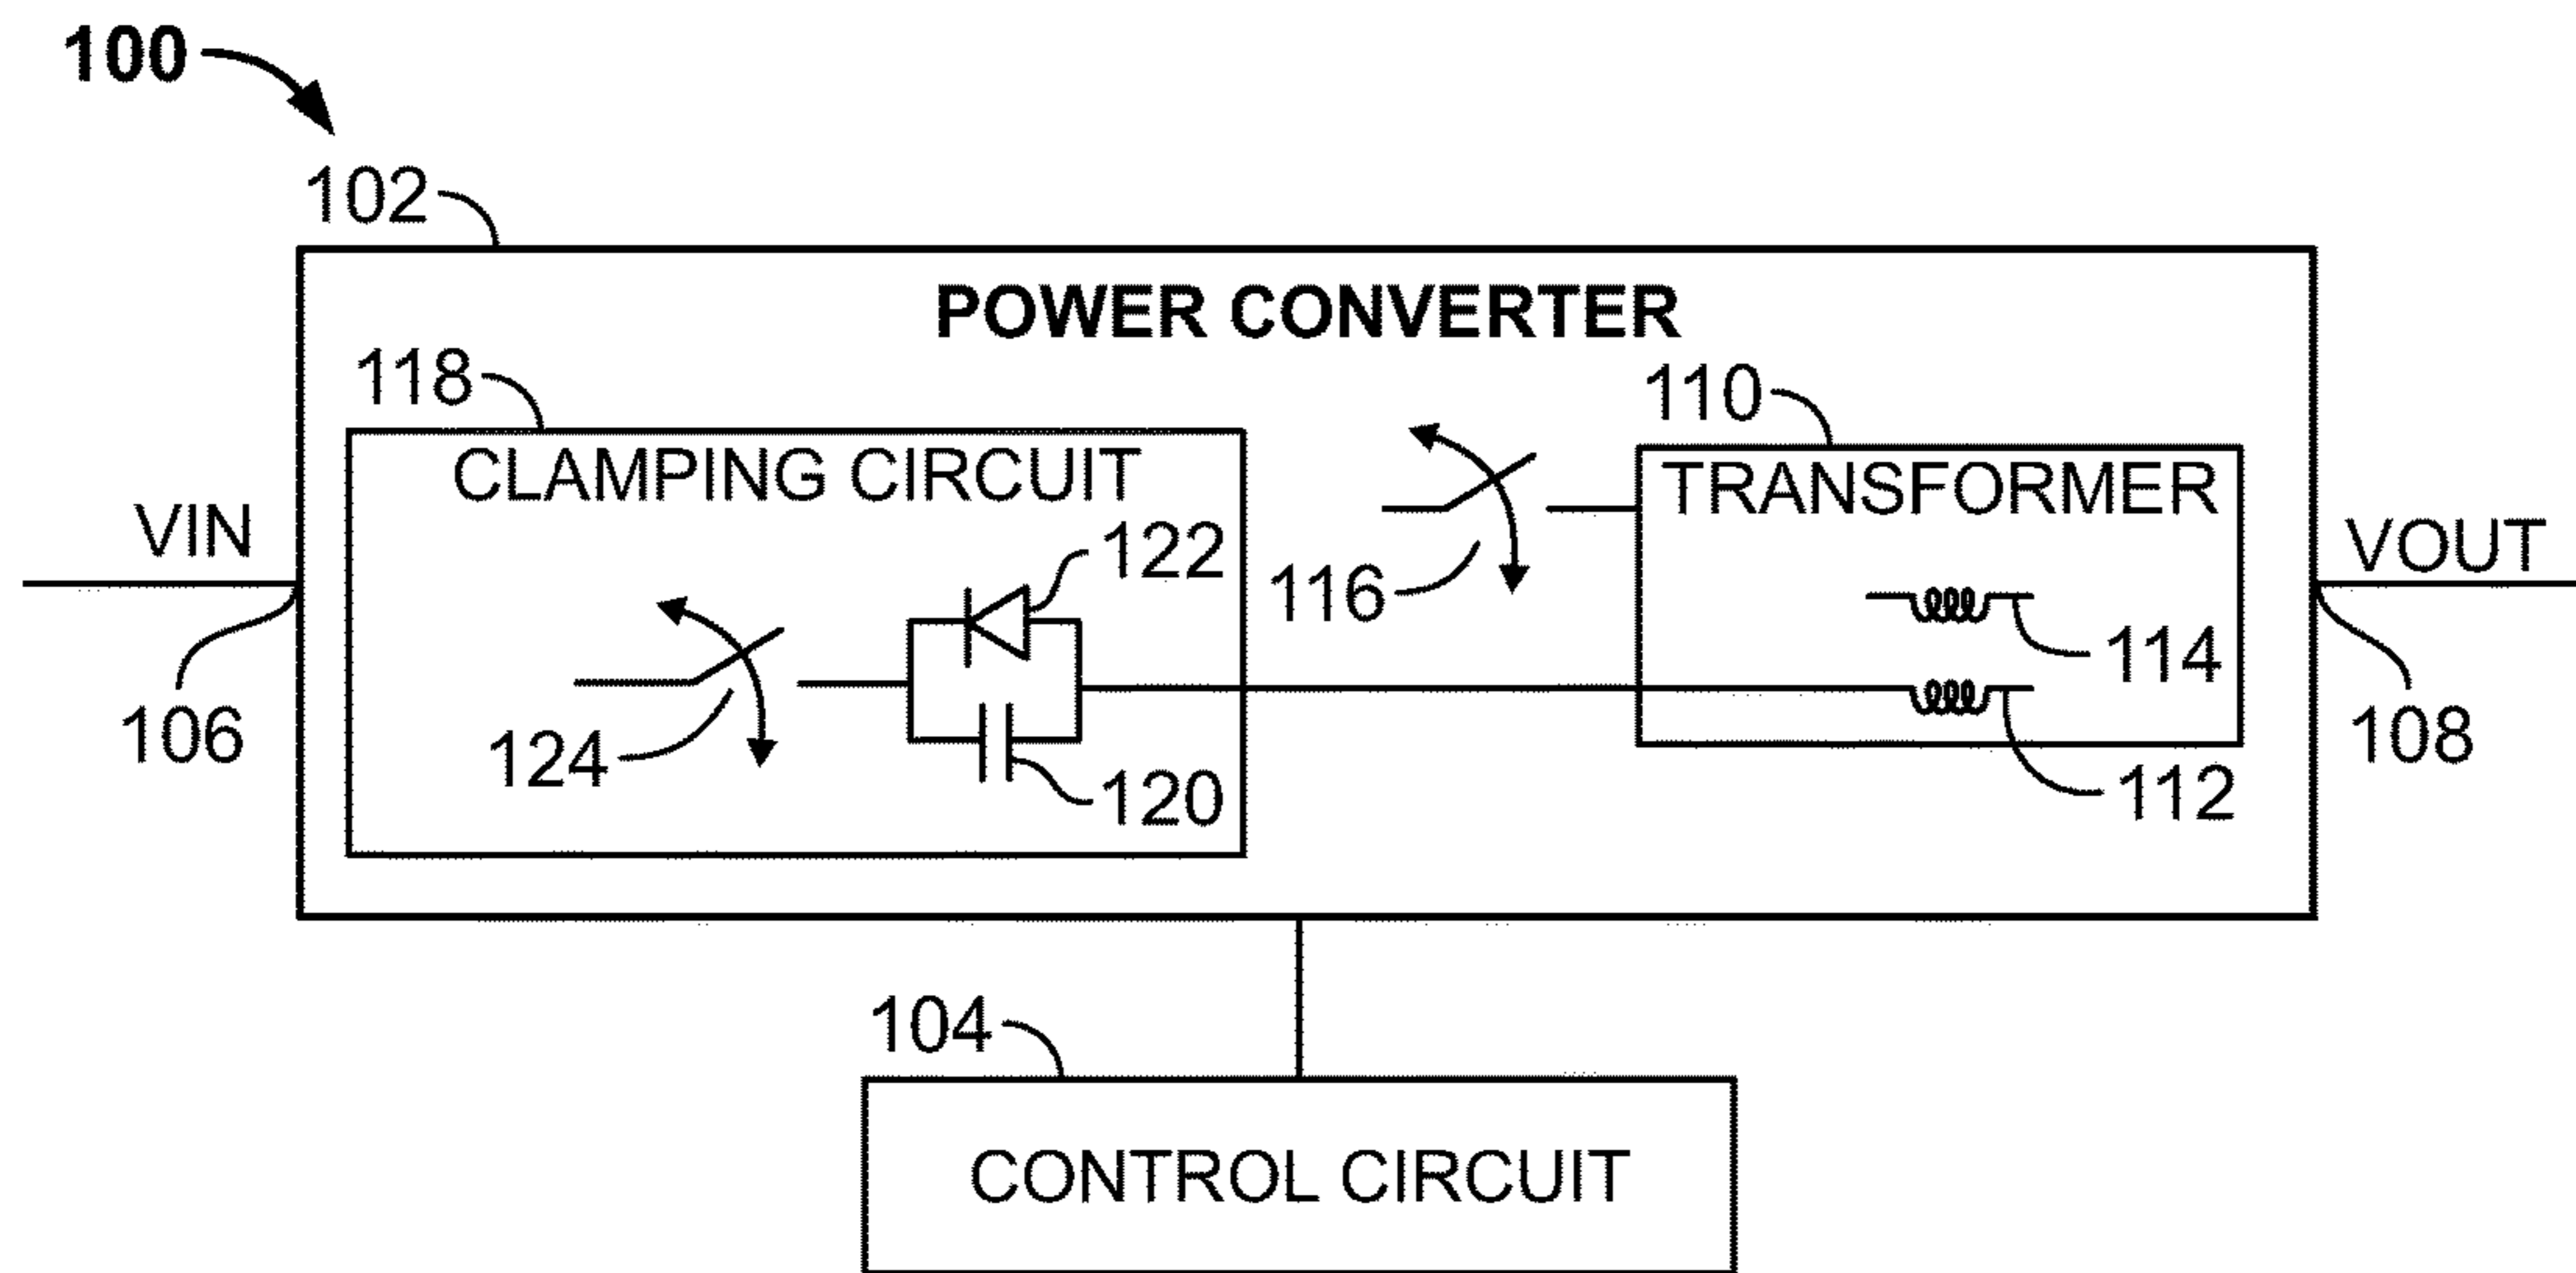 100
102
POWER CONVERTER
118
110
CLAMPING CIRCUIT
TRANSFORMER
VIN
122
116
VOUT
114
106
124
120
112
108
104
CONTROL CIRCUIT